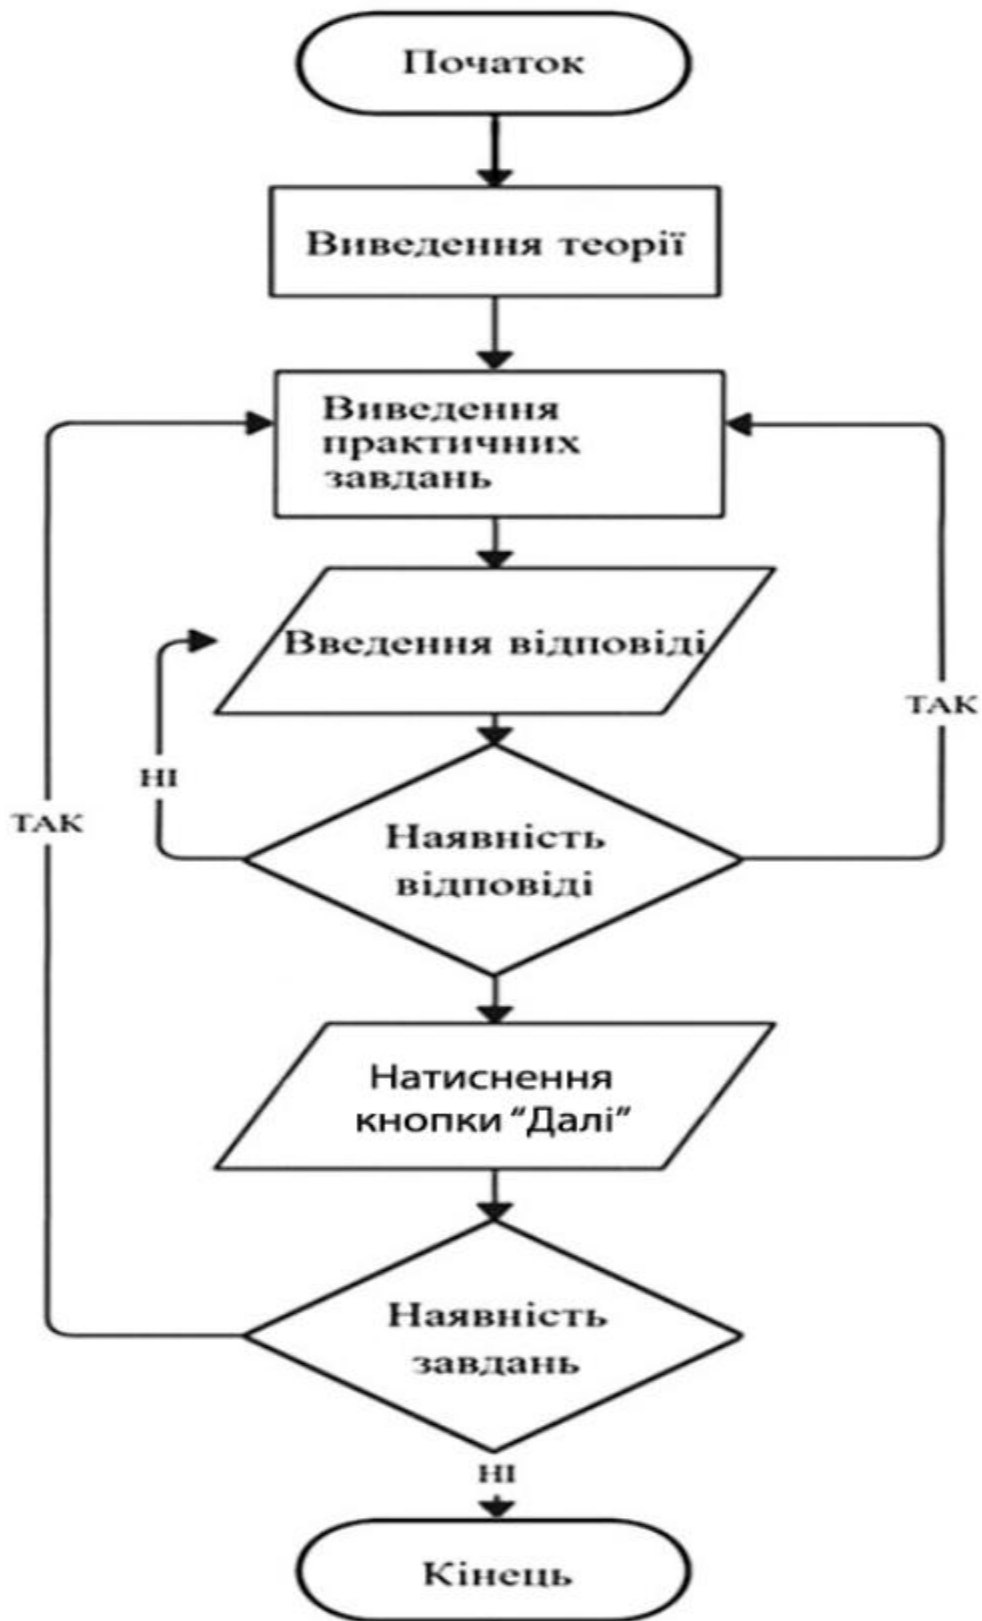 Початок
Виведення теорії
Виведення
практичних
завдань
Введення відповіді
ТАК
НІ
ТАК
Наявність
відповіді
Натиснення
кнопки “Далі”
Наявність
завдань
НІ
Кінець